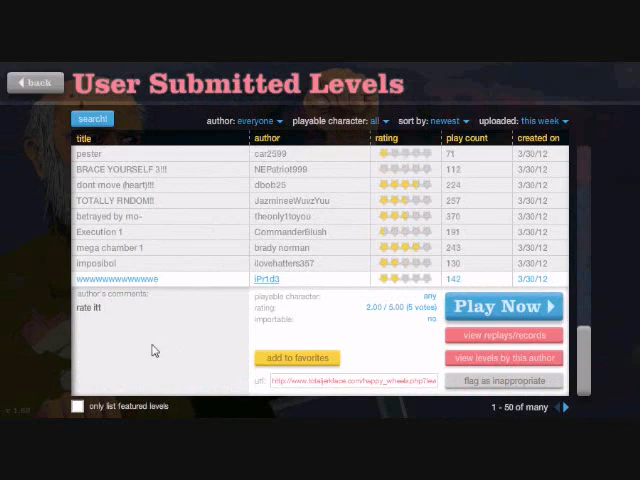 back
User Submitted Levels
search!
author: everyone playable character: all sort by: newest uploaded: this week
title author rating play count created on
pester car2599 71 3/30/12
BRACE YOURSELF 3!!! NEPatriot999 112 3/30/12
dont move (heart)!!! dbob25 224 3/30/12
TOTALLY RNDOM!! JazmineeWuvzYuu 257 3/30/12
betrayed by mo- theonly1toyou 370 3/30/12
Execution 1 CommanderBlush 191 3/30/12
mega chamber 1 brady norman 243 3/30/12
imposibol ilovehatters357 130 3/30/12
wwwwwwwwwwwe iPr1d3 142 3/30/12
author's comments:
rate it!
playable character: any
rating: 2.00 / 5.00 (5 votes)
importable: no
Play Now
view replays/records
add to favorites
view levels by this author
url: http://www.totaljerkface.com/happy_wheels.php?lev
flag as inappropriate
only list featured levels
1 - 50 of many
v 1.60